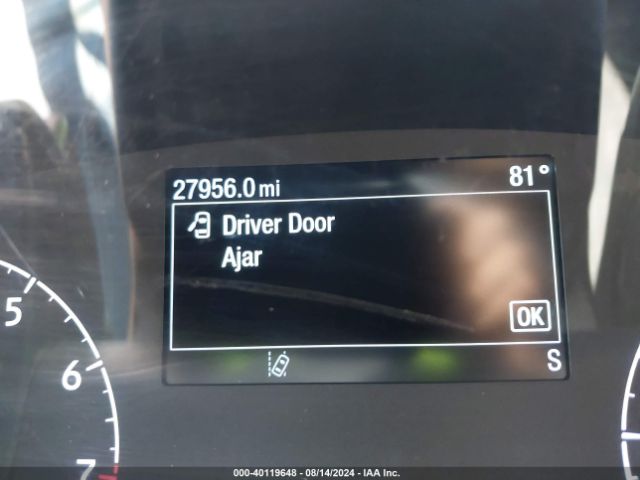 27956.0 mi 81°
Driver Door
Ajar
OK
S
5
6
7
000-40119648 - 08/14/2024 - IAA Inc.